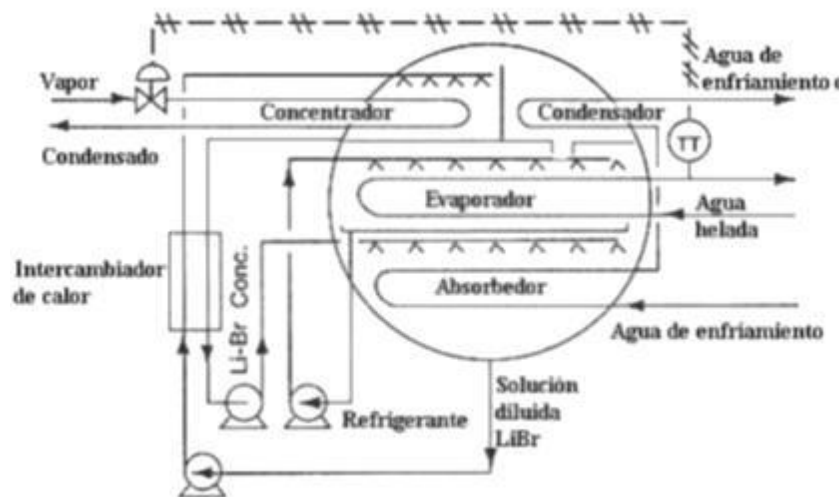 Agua de
enfriamiento
Vapor
Concentrador
Condensador
Condensado
TT
Evaporador
Agua
helada
Intercambiador
de calor
Li-Br Conc.
Absorbedor
Agua de enfriamiento
Refrigerante
Solución
diluida
LiBr